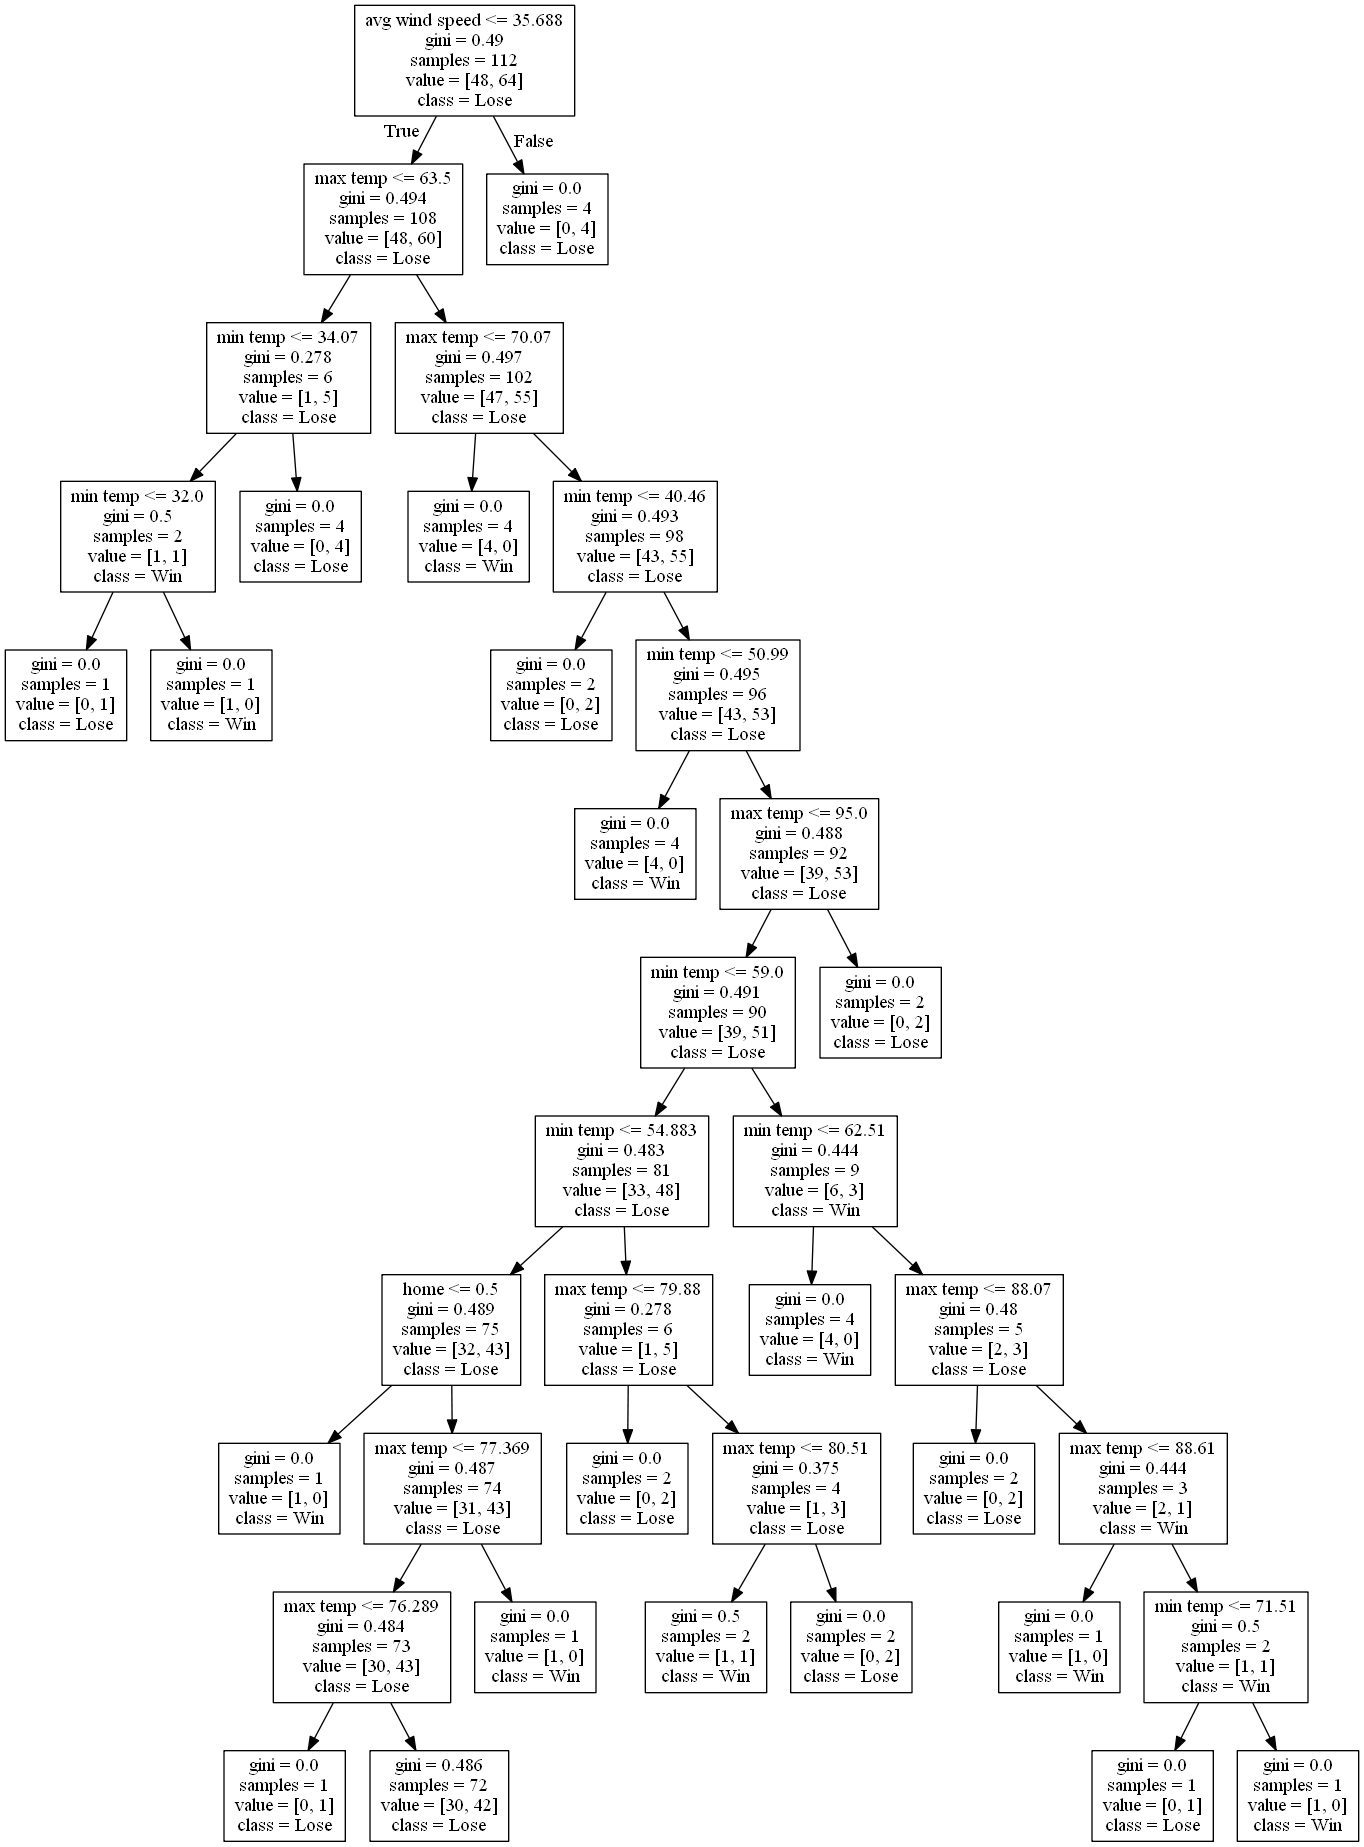 avg wind speed <= 35.688
gini = 0.49
samples = 112
value = [48, 64]
class = Lose
True
False
max temp <= 63.5
gini = 0.494
samples = 108
value = [48, 60]
class = Lose
gini = 0.0
samples = 4
value = [0, 4]
class = Lose
min temp <= 34.07
gini = 0.278
samples = 6
value = [1, 5]
class = Lose
max temp <= 70.07
gini = 0.497
samples = 102
value = [47, 55]
class = Lose
min temp <= 32.0
gini = 0.5
samples = 2
value = [1, 1]
class = Win
gini = 0.0
samples = 4
value = [0, 4]
class = Lose
gini = 0.0
samples = 4
value = [4, 0]
class = Win
min temp <= 40.46
gini = 0.493
samples = 98
value = [43, 55]
class = Lose
gini = 0.0
samples = 1
value = [0, 1]
class = Lose
gini = 0.0
samples = 1
value = [1, 0]
class = Win
gini = 0.0
samples = 2
value = [0, 2]
class = Lose
min temp <= 50.99
gini = 0.495
samples = 96
value = [43, 53]
class = Lose
gini = 0.0
samples = 4
value = [4, 0]
class = Win
max temp <= 95.0
gini = 0.488
samples = 92
value = [39, 53]
class = Lose
min temp <= 59.0
gini = 0.491
samples = 90
value = [39, 51]
class = Lose
gini = 0.0
samples = 2
value = [0, 2]
class = Lose
min temp <= 54.883
gini = 0.483
samples = 81
value = [33, 48]
class = Lose
min temp <= 62.51
gini = 0.444
samples = 9
value = [6, 3]
class = Win
home <= 0.5
gini = 0.489
samples = 75
value = [32, 43]
class = Lose
max temp <= 79.88
gini = 0.278
samples = 6
value = [1, 5]
class = Lose
gini = 0.0
samples = 4
value = [4, 0]
class = Win
max temp <= 88.07
gini = 0.48
samples = 5
value = [2, 3]
class = Lose
gini = 0.0
samples = 1
value = [1, 0]
class = Win
max temp <= 77.369
gini = 0.487
samples = 74
value = [31, 43]
class = Lose
gini = 0.0
samples = 2
value = [0, 2]
class = Lose
max temp <= 80.51
gini = 0.375
samples = 4
value = [1, 3]
class = Lose
gini = 0.0
samples = 2
value = [0, 2]
class = Lose
max temp <= 88.61
gini = 0.444
samples = 3
value = [2, 1]
class = Win
max temp <= 76.289
gini = 0.484
samples = 73
value = [30, 43]
class = Lose
gini = 0.0
samples = 1
value = [1, 0]
class = Win
gini = 0.5
samples = 2
value = [1, 1]
class = Win
gini = 0.0
samples = 2
value = [0, 2]
class = Lose
gini = 0.0
samples = 1
value = [1, 0]
class = Win
min temp <= 71.51
gini = 0.5
samples = 2
value = [1, 1]
class = Win
gini = 0.0
samples = 1
value = [0, 1]
class = Lose
gini = 0.486
samples = 72
value = [30, 42]
class = Lose
gini = 0.0
samples = 1
value = [0, 1]
class = Lose
gini = 0.0
samples = 1
value = [1, 0]
class = Win